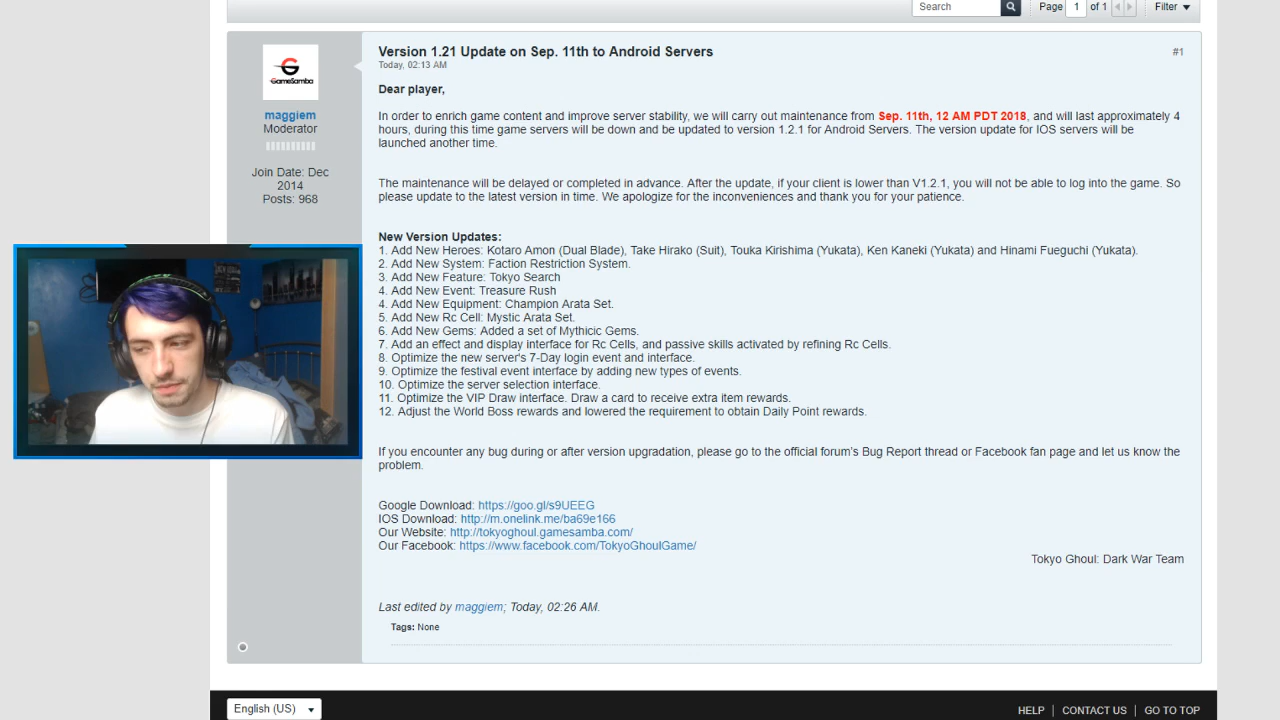 Search
Page 1 of 1
Filter
Version 1.21 Update on Sep. 11th to Android Servers
#1
Today, 02:13 AM
GameSamba
maggiem
Moderator
Join Date: Dec
2014
Posts: 968
Dear player,
In order to enrich game content and improve server stability, we will carry out maintenance from Sep. 11th, 12 AM PDT 2018, and will last approximately 4
hours, during this time game servers will be down and be updated to version 1.2.1 for Android Servers. The version update for IOS servers will be
launched another time.
The maintenance will be delayed or completed in advance. After the update, if your client is lower than V1.2.1, you will not be able to log into the game. So
please update to the latest version in time. We apologize for the inconveniences and thank you for your patience.
New Version Updates:
1. Add New Heroes: Kotaro Amon (Dual Blade), Take Hirako (Suit), Touka Kirishima (Yukata), Ken Kaneki (Yukata) and Hinami Fueguchi (Yukata).
2. Add New System: Faction Restriction System.
3. Add New Feature: Tokyo Search
4. Add New Event: Treasure Rush
4. Add New Equipment: Champion Arata Set.
5. Add New Rc Cell: Mystic Arata Set.
6. Add New Gems: Added a set of Mythicic Gems.
7. Add an effect and display interface for Rc Cells, and passive skills activated by refining Rc Cells.
8. Optimize the new server's 7-Day login event and interface.
9. Optimize the festival event interface by adding new types of events.
10. Optimize the server selection interface.
11. Optimize the VIP Draw interface. Draw a card to receive extra item rewards.
12. Adjust the World Boss rewards and lowered the requirement to obtain Daily Point rewards.
If you encounter any bug during or after version upgradation, please go to the official forum's Bug Report thread or Facebook fan page and let us know the
problem.
Google Download: https://goo.gl/s9UEEG
IOS Download: http://m.onelink.me/ba69e166
Our Website: http://tokyoghoul.gamesamba.com/
Our Facebook: https://www.facebook.com/TokyoGhoulGame/
Tokyo Ghoul: Dark War Team
Last edited by maggiem; Today, 02:26 AM.
Tags: None
English (US)
HELP | CONTACT US | GO TO TOP